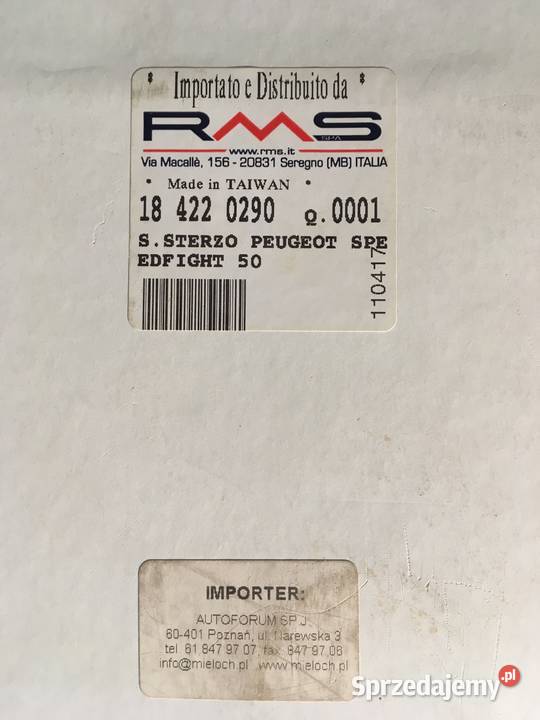 * Importato e Distribuito da *
RMS SPA
www.rms.it
Via Macallè, 156 - 20831 Seregno (MB) ITALIA
* Made in TAIWAN *
18 422 0290 Q.0001
S.STERZO PEUGEOT SPE
EDFIGHT 50
110417
IMPORTER:
AUTOFORUM SP.J.
60-401 Poznań, ul. Narewska 3
tel. 61 847 97 07, fax 847 97 06
info@mieloch.pl www.mieloch.pl
Sprzedajemy.pl